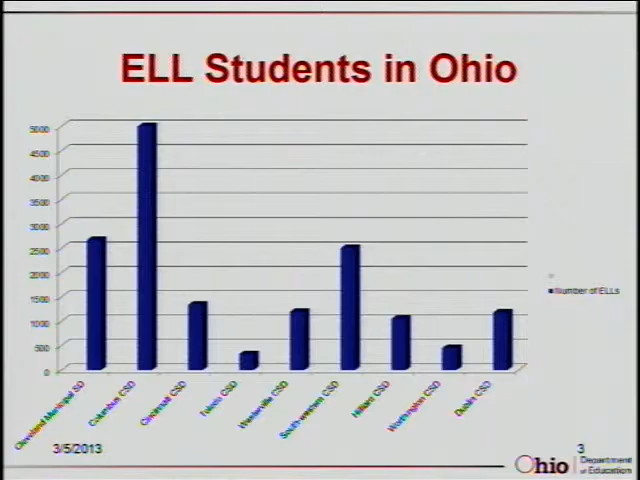 ELL Students in Ohio
5000
4500
4000
3500
3000
2500
2000
1500
1000
500
0
Number of ELLs
Cleveland Municipal SD
Columbus CSD
Cincinnati CSD
Toledo CSD
Westerville CSD
South-western CSD
Hilliard CSD
Worthington CSD
Dublin CSD
3/5/2013
3
Ohio
Department
of Education